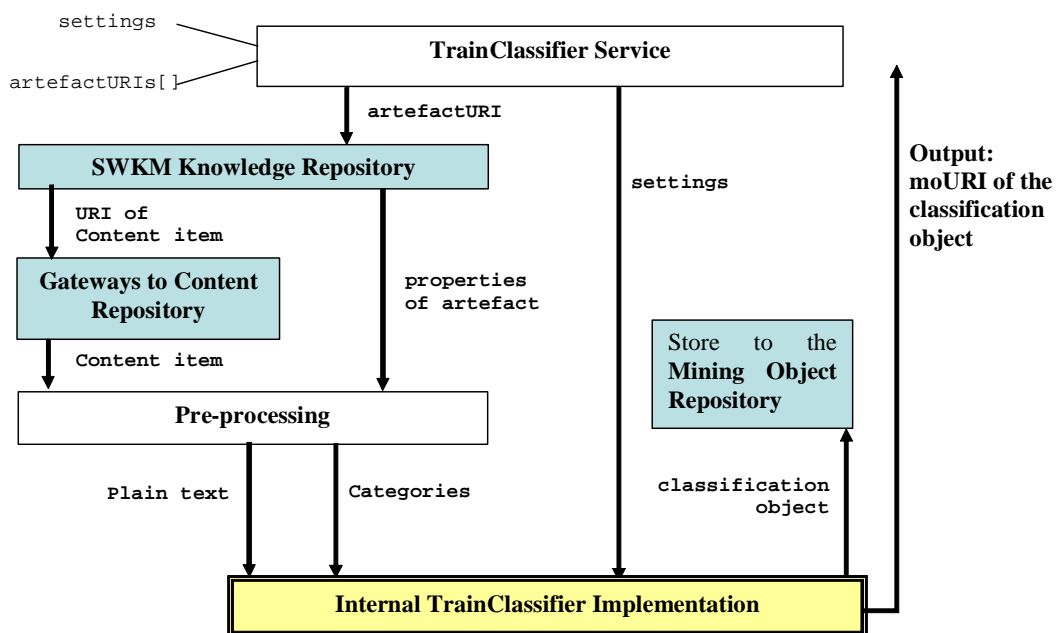 settings
TrainClassifier Service
artefactURIs[]
artefactURI
SWKM Knowledge Repository
settings
Output:
moURI of the
classification
object
URI of
Content item
Gateways to Content
Repository
properties
of artefact
Content item
Store to the
Mining Object
Repository
Pre-processing
Plain text
Categories
classification
object
Internal TrainClassifier Implementation